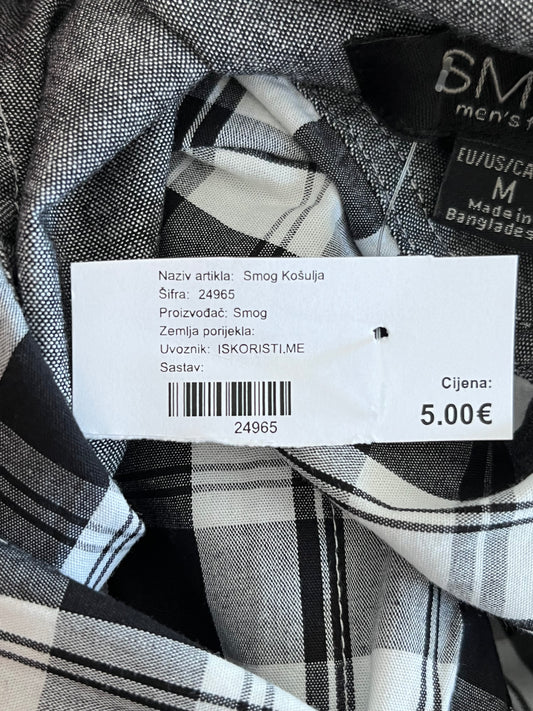 SM
men's
EU/US/CA
M
Made in
Banglades
Naziv artikla: Smog Košulja
Šifra: 24965
Proizvođač: Smog
Zemlja porijekla:
Uvoznik: ISKORISTI.ME
Sastav:
24965
Cijena:
5.00€